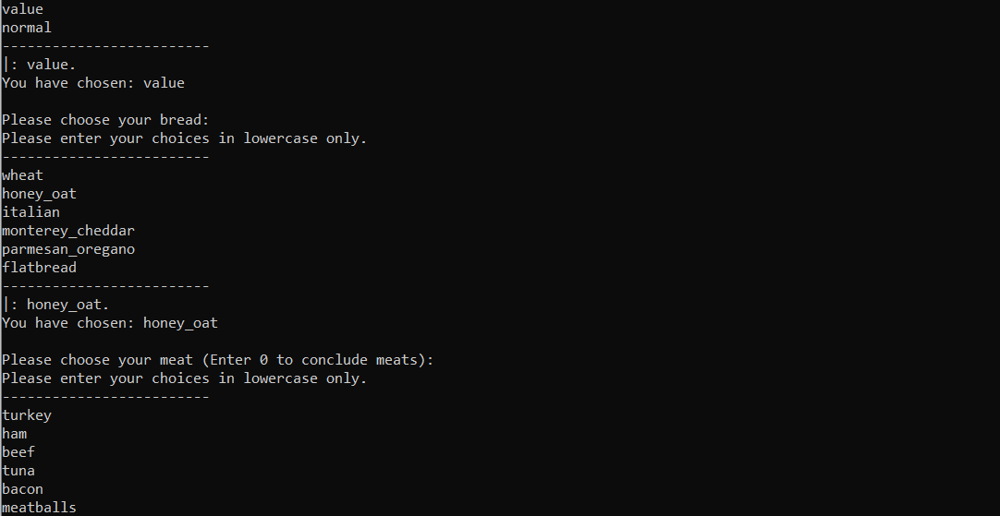 value
normal
-------------------------
|: value.
You have chosen: value
Please choose your bread:
Please enter your choices in lowercase only.
-------------------------
wheat
honey_oat
italian
monterey_cheddar
parmesan_oregano
flatbread
-------------------------
|: honey_oat.
You have chosen: honey_oat
Please choose your meat (Enter 0 to conclude meats):
Please enter your choices in lowercase only.
-------------------------
turkey
ham
beef
tuna
bacon
meatballs